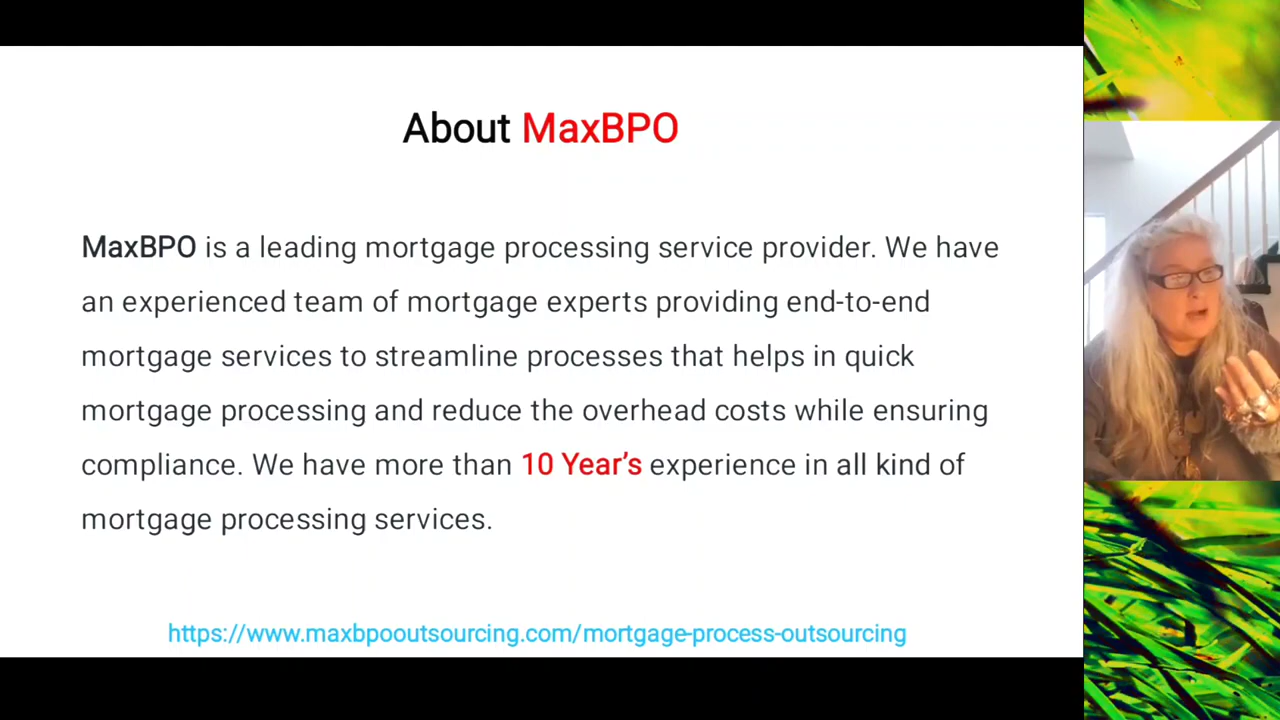 About MaxBPO
MaxBPO is a leading mortgage processing service provider. We have
an experienced team of mortgage experts providing end-to-end
mortgage services to streamline processes that helps in quick
mortgage processing and reduce the overhead costs while ensuring
compliance. We have more than 10 Year’s experience in all kind of
mortgage processing services.
https://www.maxbpooutsourcing.com/mortgage-process-outsourcing